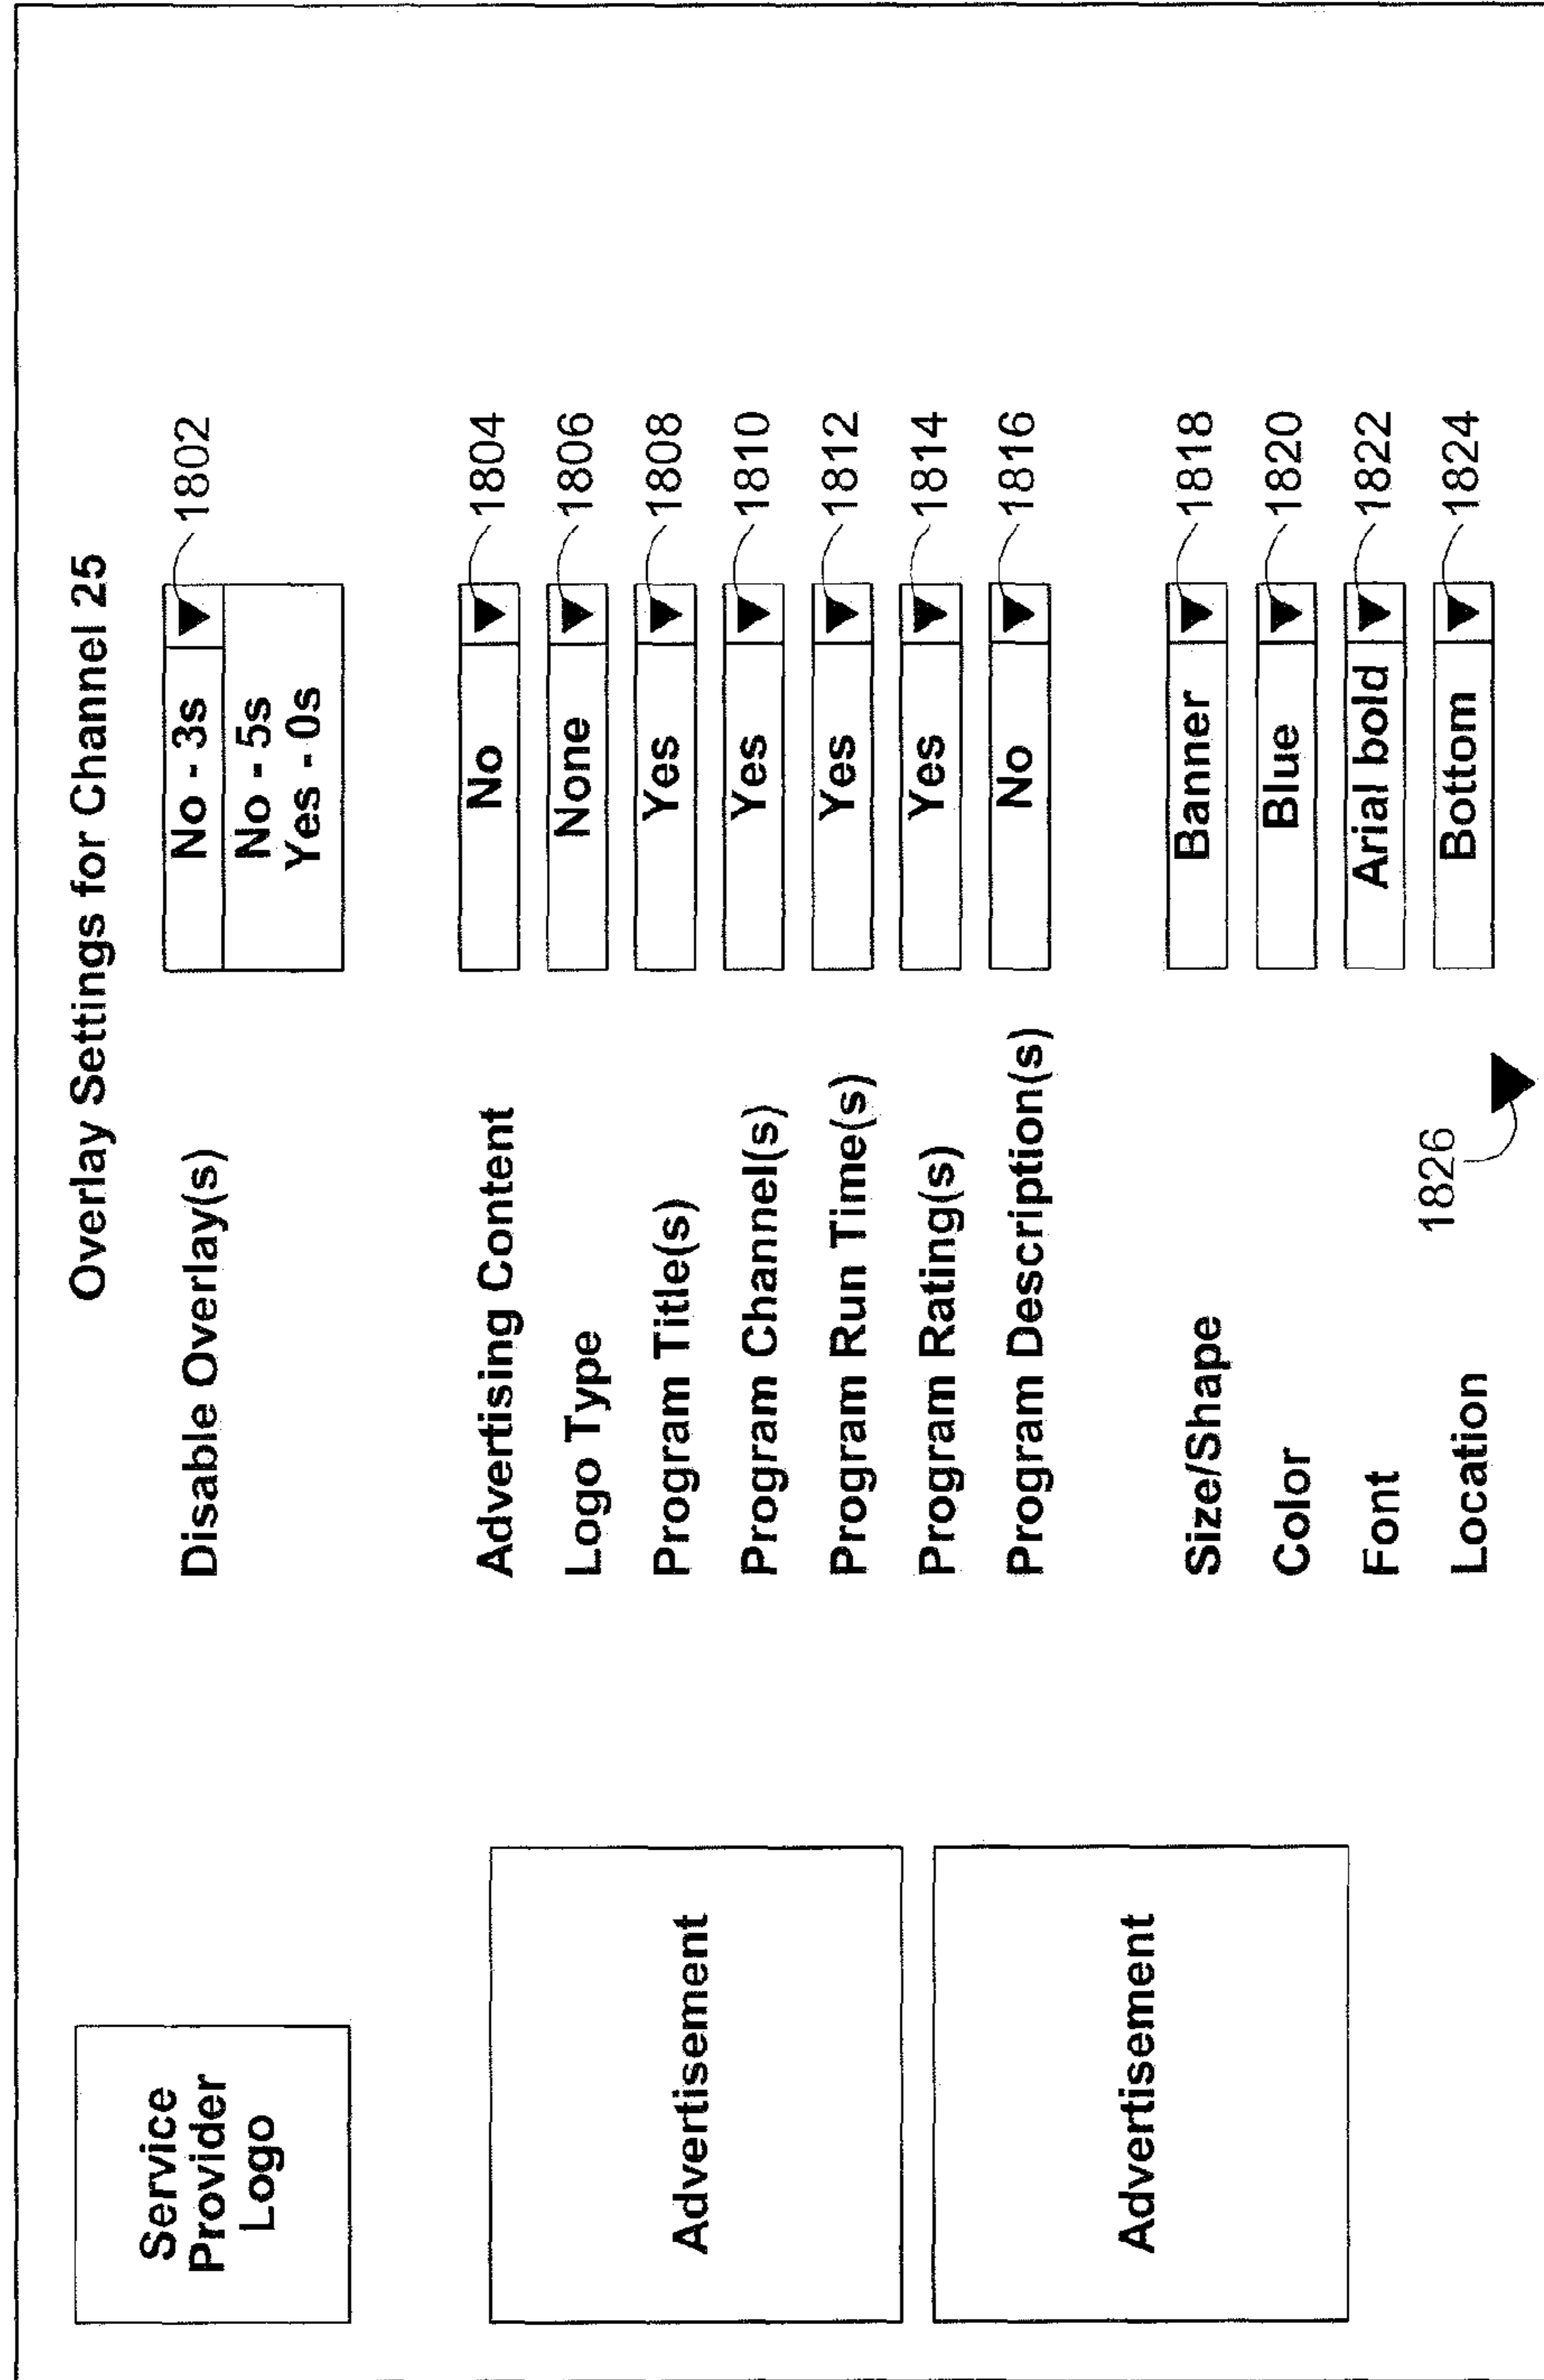 Overlay Settings for Channel 25
Service
Provider
Logo
Disable Overlay(s)
No - 3s
1802
No - 5s
Yes - 0s
Advertisement
Advertising Content
No
1804
Logo Type
None
1806
Program Title(s)
Yes
1808
Program Channel(s)
Yes
1810
Program Run Time(s)
Yes
1812
Program Rating(s)
Yes
1814
Program Description(s)
No
1816
Advertisement
Size/Shape
Banner
1818
Color
Blue
1820
Font
Arial bold
1822
Location
Bottom
1824
1826